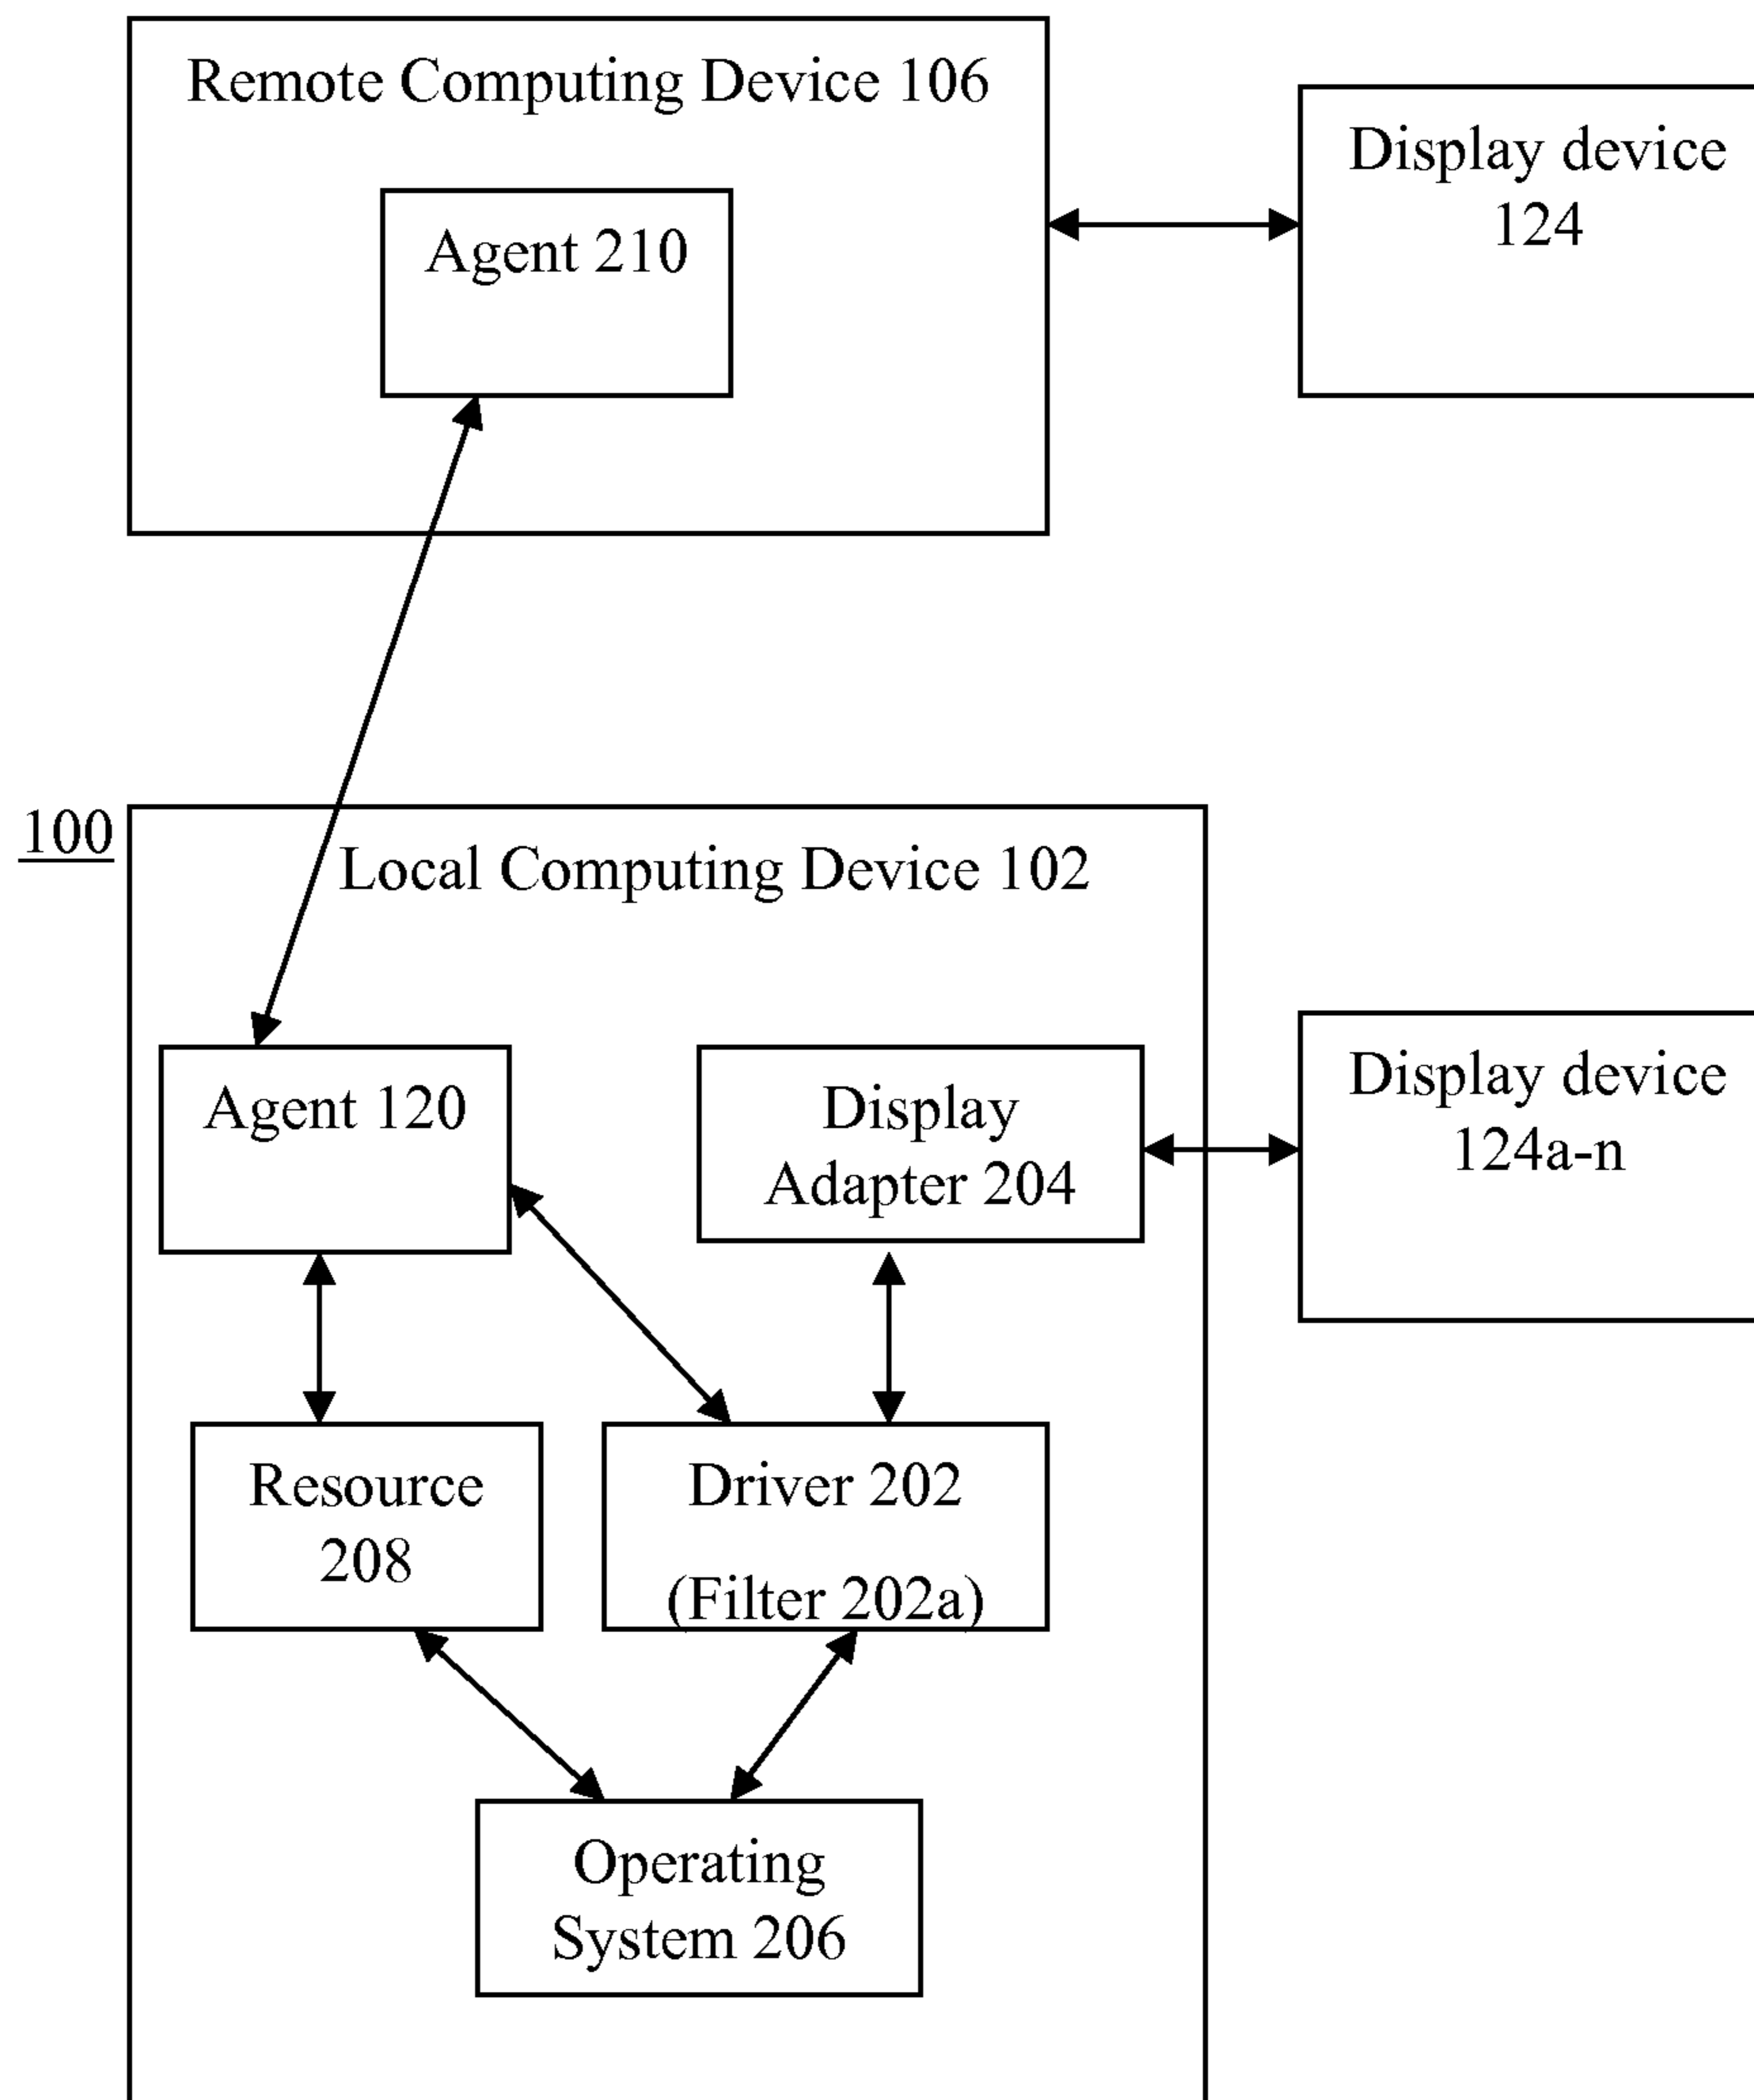 Remote Computing Device 106
Display device
124
Agent 210
100
Local Computing Device 102
Agent 120
Display
Adapter 204
Display device
124a-n
Resource
208
Driver 202
(Filter 202a)
Operating
System 206